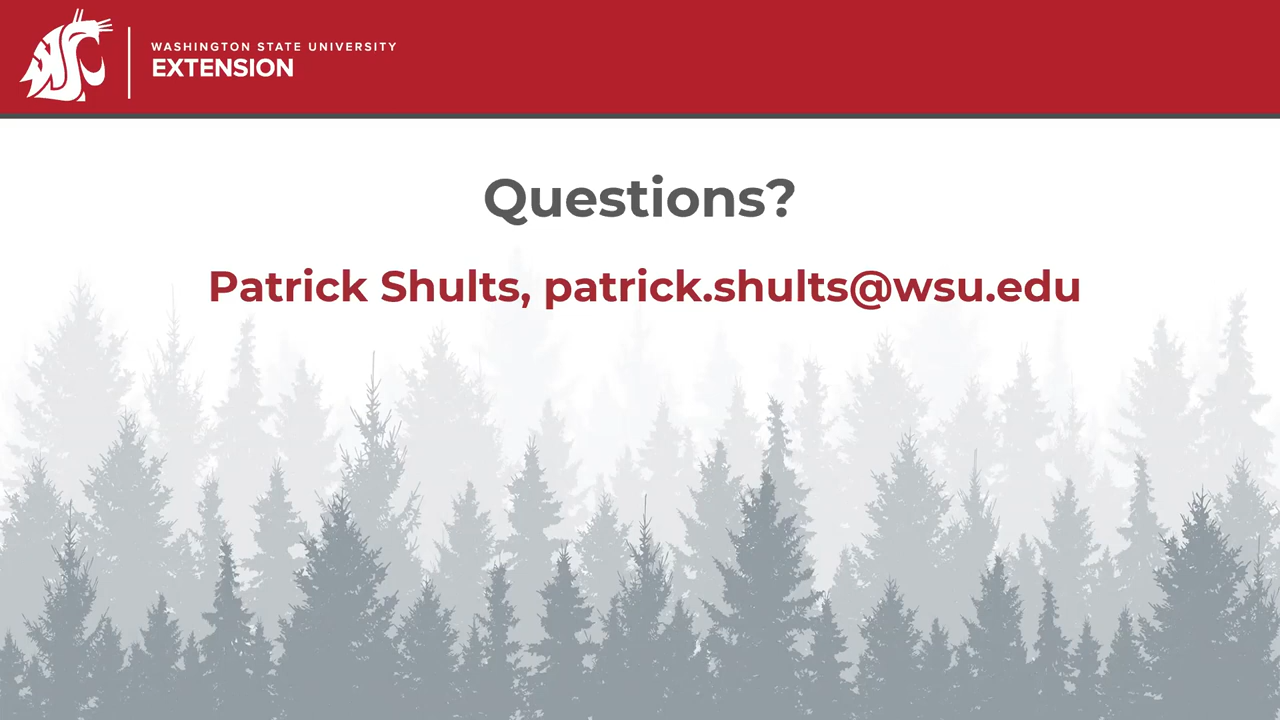 WASHINGTON STATE UNIVERSITY
EXTENSION
Questions?
Patrick Shults, patrick.shults@wsu.edu